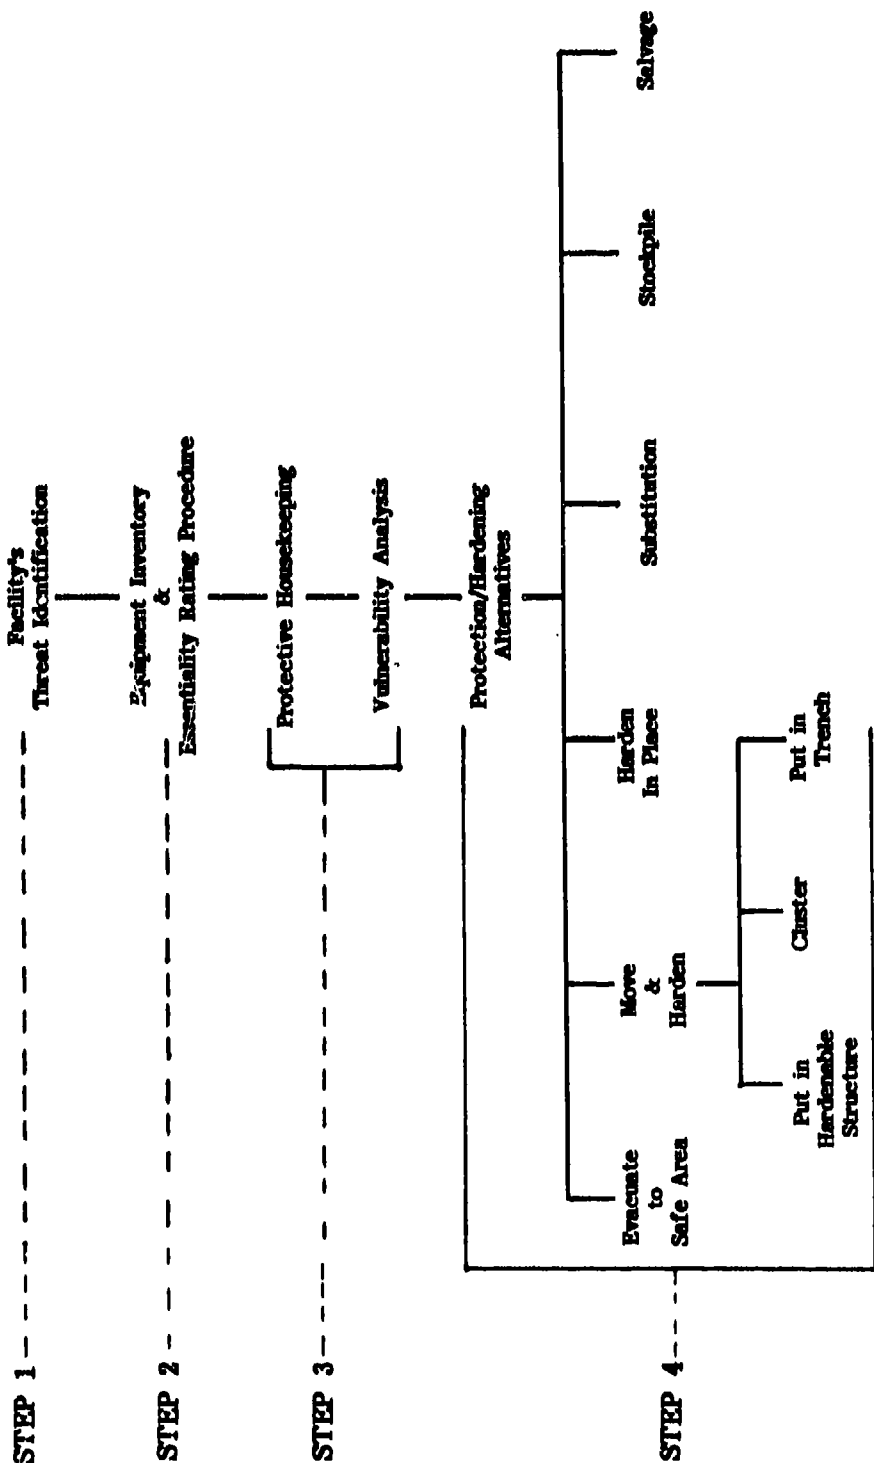 STEP 1
Facility's
Threat Identification
STEP 2
Equipment Inventory
&
Essentiality Rating Procedure
STEP 3
Protective Housekeeping
Vulnerability Analysis
STEP 4
Protection/Hardening
Alternatives
Evacuate
to
Safe Area
Move
&
Harden
Harden
In Place
Substitution
Stockpile
Salvage
Put in
Hardenable
Structure
Cluster
Put in
Trench